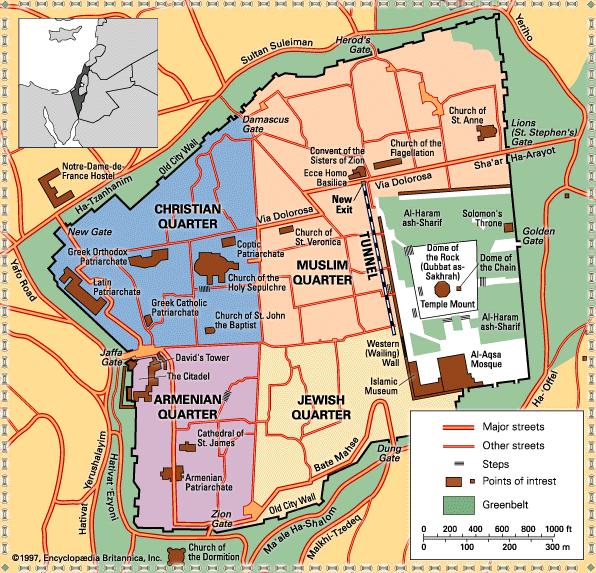 Yeriho
Sultan Suleiman
Herod's
Gate
Damascus
Gate
Church of
St. Anne
Lions
(St. Stephen's)
Gate
Old City Wall
Convent of the
Sisters of Zion
Church of the
Flagellation
Ecce Homo
Basilica
Sha'ar Ha-Arayot
Notre-Dame-de-
France Hostel
Ha-Tzanhanim
Via Dolorosa
New
Exit
CHRISTIAN
QUARTER
Via Dolorosa
Al-Haram
ash-Sharif
Solomon's
Throne
New Gate
Church of
St. Veronica
TUNNEL
Golden
Gate
Coptic
Patriarchate
Greek Orthodox
Patriarchate
Dome of
the Rock
(Qubbat as-
Sakhrah)
Dome of
the Chain
MUSLIM
QUARTER
Yafo Road
Latin
Patriarchate
Church of the
Holy Sepulchre
Temple Mount
Greek Catholic
Patriarchate
Church of St. John
the Baptist
Al-Haram
ash-Sharif
Western
(Wailing)
Wall
Jaffa
Gate
David's Tower
The Citadel
Al-Aqsa
Mosque
Islamic
Museum
Ha-Offel
ARMENIAN
QUARTER
JEWISH
QUARTER
Cathedral of
St. James
Bate Mahse
Dung
Gate
Armenian
Patriarchate
Hativat Yerushalayim
Hativat Ezyoni
Zion
Gate
Old City Wall
Ma'ale Ha-Shalom
Malkhi-Tzedeq
Church of
the Dormition
Major streets
Other streets
Steps
Points of intrest
Greenbelt
0 200 400 600 800 1000 ft
0 100 200 300 m
©1997, Encyclopædia Britannica, Inc.